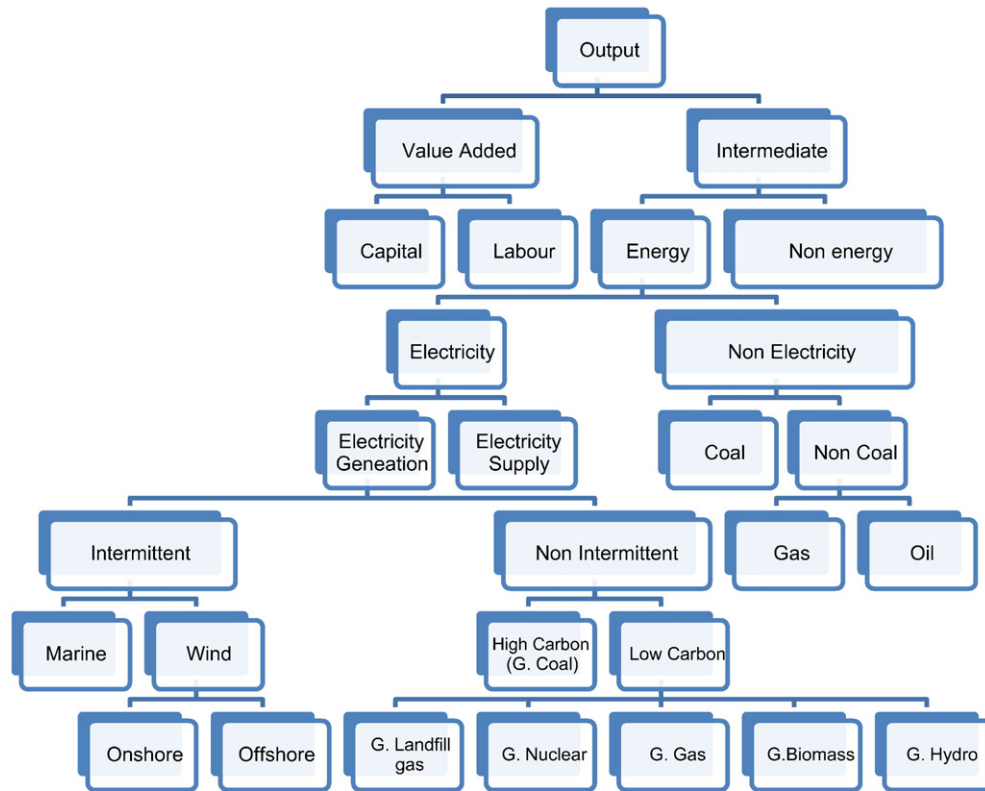 Output
Value Added
Intermediate
Capital
Labour
Energy
Non energy
Electricity
Non Electricity
Electricity
Geneation
Electricity
Supply
Coal
Non Coal
Intermittent
Non Intermittent
Gas
Oil
Marine
Wind
High Carbon
(G. Coal)
Low Carbon
Onshore
Offshore
G. Landfill
gas
G. Nuclear
G. Gas
G.Biomass
G. Hydro